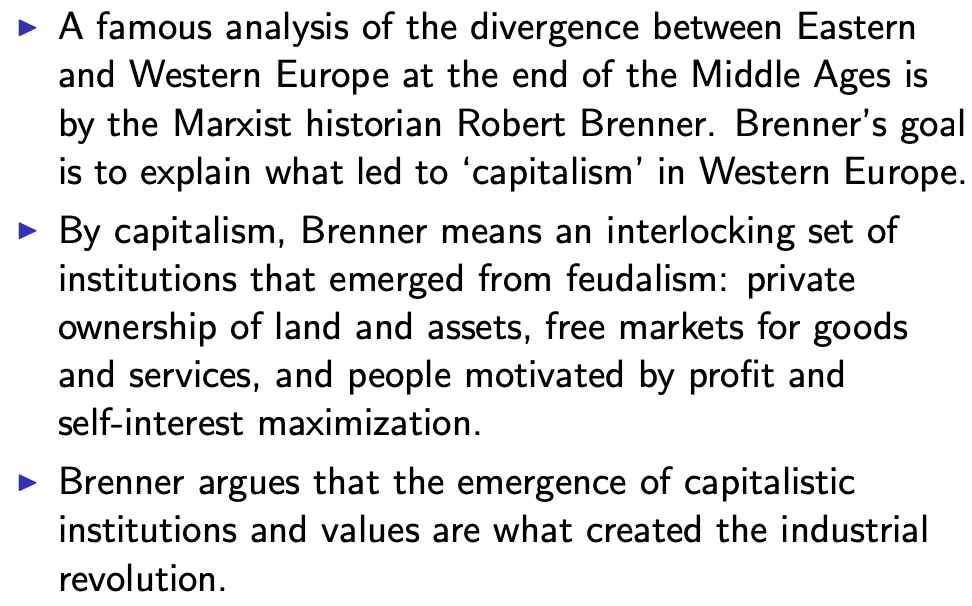 ▶ A famous analysis of the divergence between Eastern
and Western Europe at the end of the Middle Ages is
by the Marxist historian Robert Brenner. Brenner's goal
is to explain what led to ‘capitalism’ in Western Europe.
▶ By capitalism, Brenner means an interlocking set of
institutions that emerged from feudalism: private
ownership of land and assets, free markets for goods
and services, and people motivated by profit and
self-interest maximization.
▶ Brenner argues that the emergence of capitalistic
institutions and values are what created the industrial
revolution.